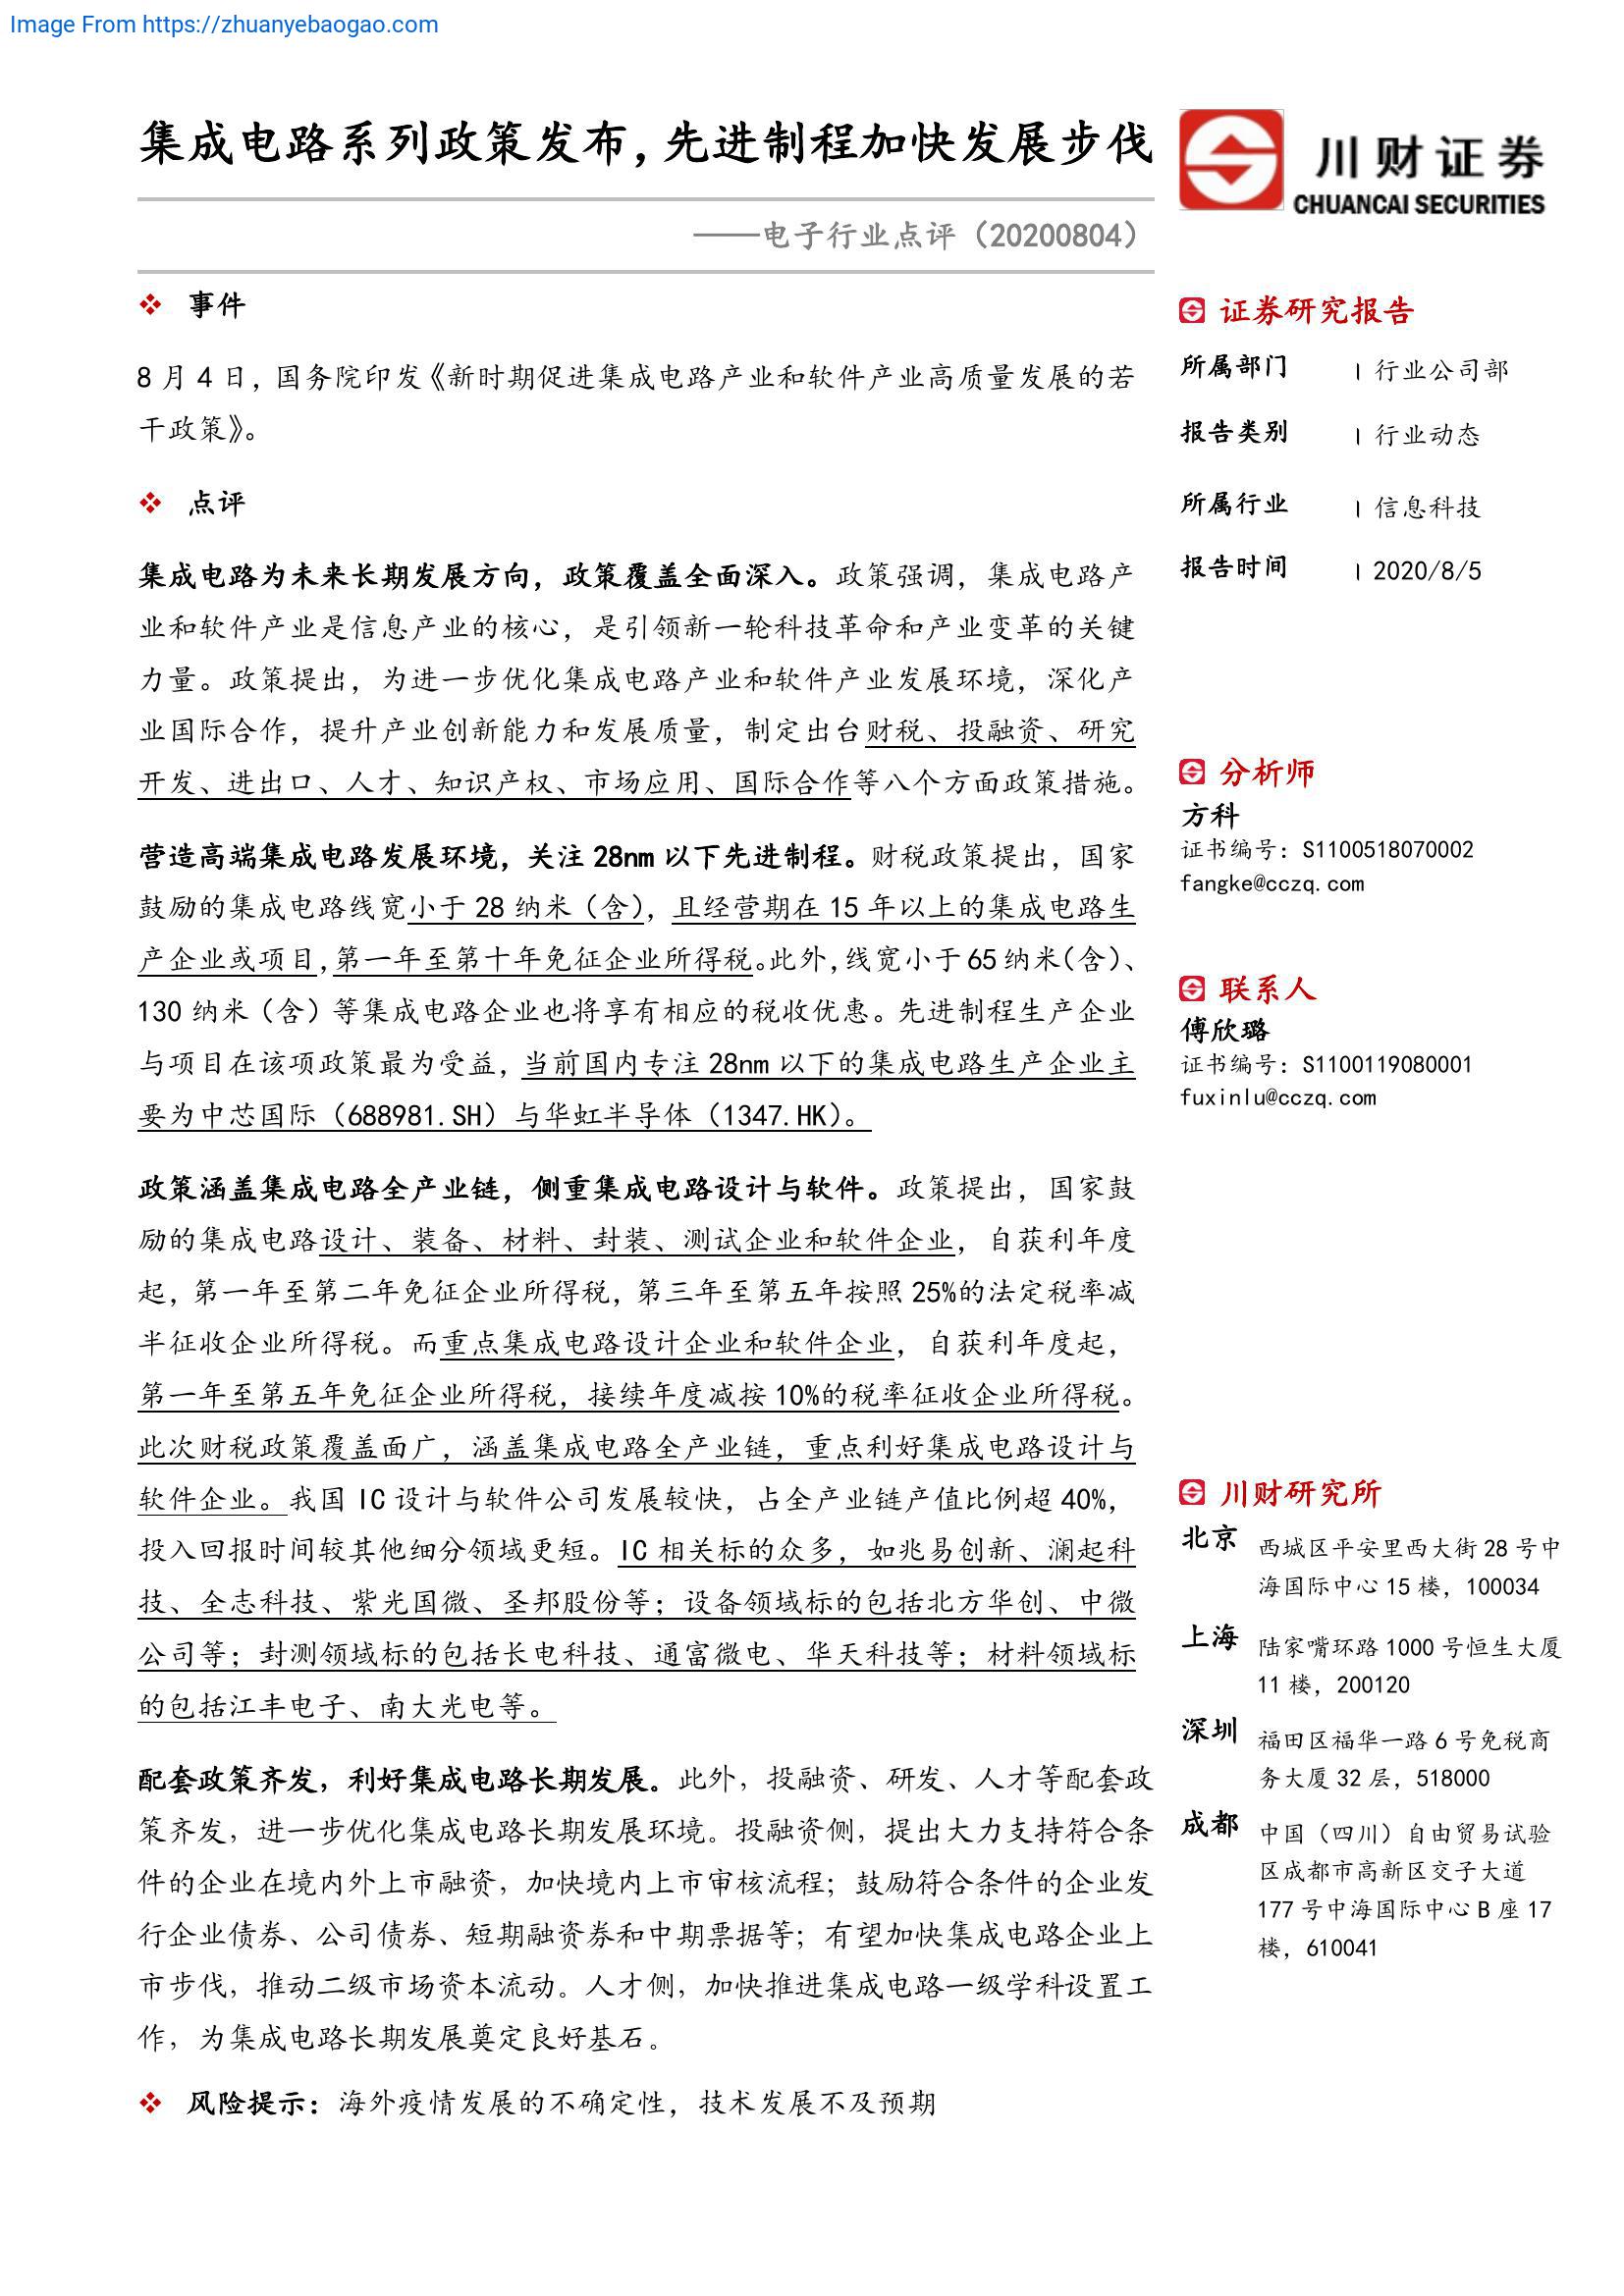 Image From https://zhuanyebaogao.com
集成电路系列政策发布，先进制程加快发展步伐
——电子行业点评（20200804）
川财证券
CHUANCAI SECURITIES
事件
8 月 4 日，国务院印发《新时期促进集成电路产业和软件产业高质量发展的若
干政策》。
点评
集成电路为未来长期发展方向，政策覆盖全面深入。政策强调，集成电路产
业和软件产业是信息产业的核心，是引领新一轮科技革命和产业变革的关键
力量。政策提出，为进一步优化集成电路产业和软件产业发展环境，深化产
业国际合作，提升产业创新能力和发展质量，制定出台财税、投融资、研究
开发、进出口、人才、知识产权、市场应用、国际合作等八个方面政策措施。
营造高端集成电路发展环境，关注 28nm 以下先进制程。财税政策提出，国家
鼓励的集成电路线宽小于 28 纳米（含），且经营期在 15 年以上的集成电路生
产企业或项目，第一年至第十年免征企业所得税。此外，线宽小于 65 纳米（含）、
130 纳米（含）等集成电路企业也将享有相应的税收优惠。先进制程生产企业
与项目在该项政策最为受益，当前国内专注 28nm 以下的集成电路生产企业主
要为中芯国际（688981.SH）与华虹半导体（1347.HK）。
政策涵盖集成电路全产业链，侧重集成电路设计与软件。政策提出，国家鼓
励的集成电路设计、装备、材料、封装、测试企业和软件企业，自获利年度
起，第一年至第二年免征企业所得税，第三年至第五年按照 25%的法定税率减
半征收企业所得税。而重点集成电路设计企业和软件企业，自获利年度起，
第一年至第五年免征企业所得税，接续年度减按 10%的税率征收企业所得税。
此次财税政策覆盖面广，涵盖集成电路全产业链，重点利好集成电路设计与
软件企业。我国 IC 设计与软件公司发展较快，占全产业链产值比例超 40%，
投入回报时间较其他细分领域更短。IC 相关标的众多，如兆易创新、澜起科
技、全志科技、紫光国微、圣邦股份等；设备领域标的包括北方华创、中微
公司等；封测领域标的包括长电科技、通富微电、华天科技等；材料领域标
的包括江丰电子、南大光电等。
配套政策齐发，利好集成电路长期发展。此外，投融资、研发、人才等配套政
策齐发，进一步优化集成电路长期发展环境。投融资侧，提出大力支持符合条
件的企业在境内外上市融资，加快境内上市审核流程；鼓励符合条件的企业发
行企业债券、公司债券、短期融资券和中期票据等；有望加快集成电路企业上
市步伐，推动二级市场资本流动。人才侧，加快推进集成电路一级学科设置工
作，为集成电路长期发展奠定良好基石。
风险提示：海外疫情发展的不确定性，技术发展不及预期
证券研究报告
所属部门 | 行业公司部
报告类别 | 行业动态
所属行业 | 信息科技
报告时间 | 2020/8/5
分析师
方科
证书编号：S1100518070002
fangke@cczq.com
联系人
傅欣璐
证书编号：S1100119080001
fuxinlu@cczq.com
川财研究所
北京 西城区平安里西大街 28 号中
海国际中心 15 楼，100034
上海 陆家嘴环路 1000 号恒生大厦
11 楼，200120
深圳 福田区福华一路 6 号免税商
务大厦 32 层，518000
成都 中国（四川）自由贸易试验
区成都市高新区交子大道
177 号中海国际中心 B 座 17
楼，610041